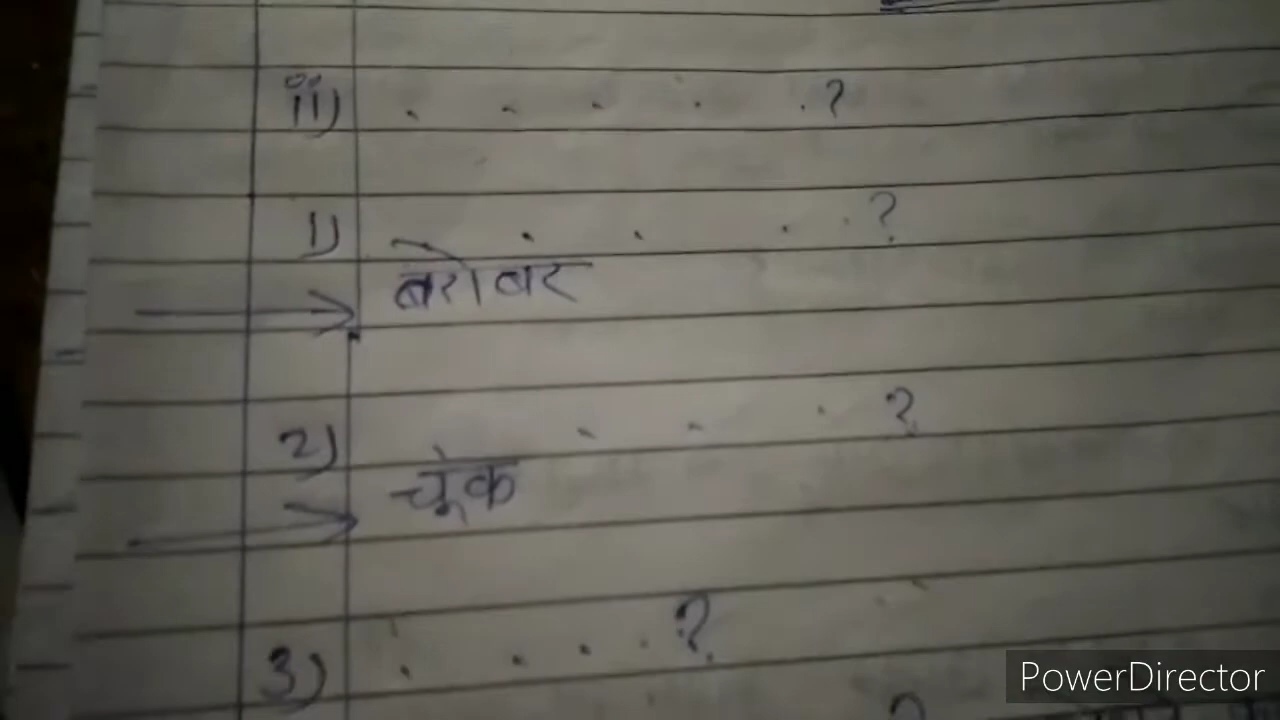 ii) . . . . . ?
1) . . . . ?
बरोबर
2) . . . ?
चूक
3) . . . . ?
?
PowerDirector